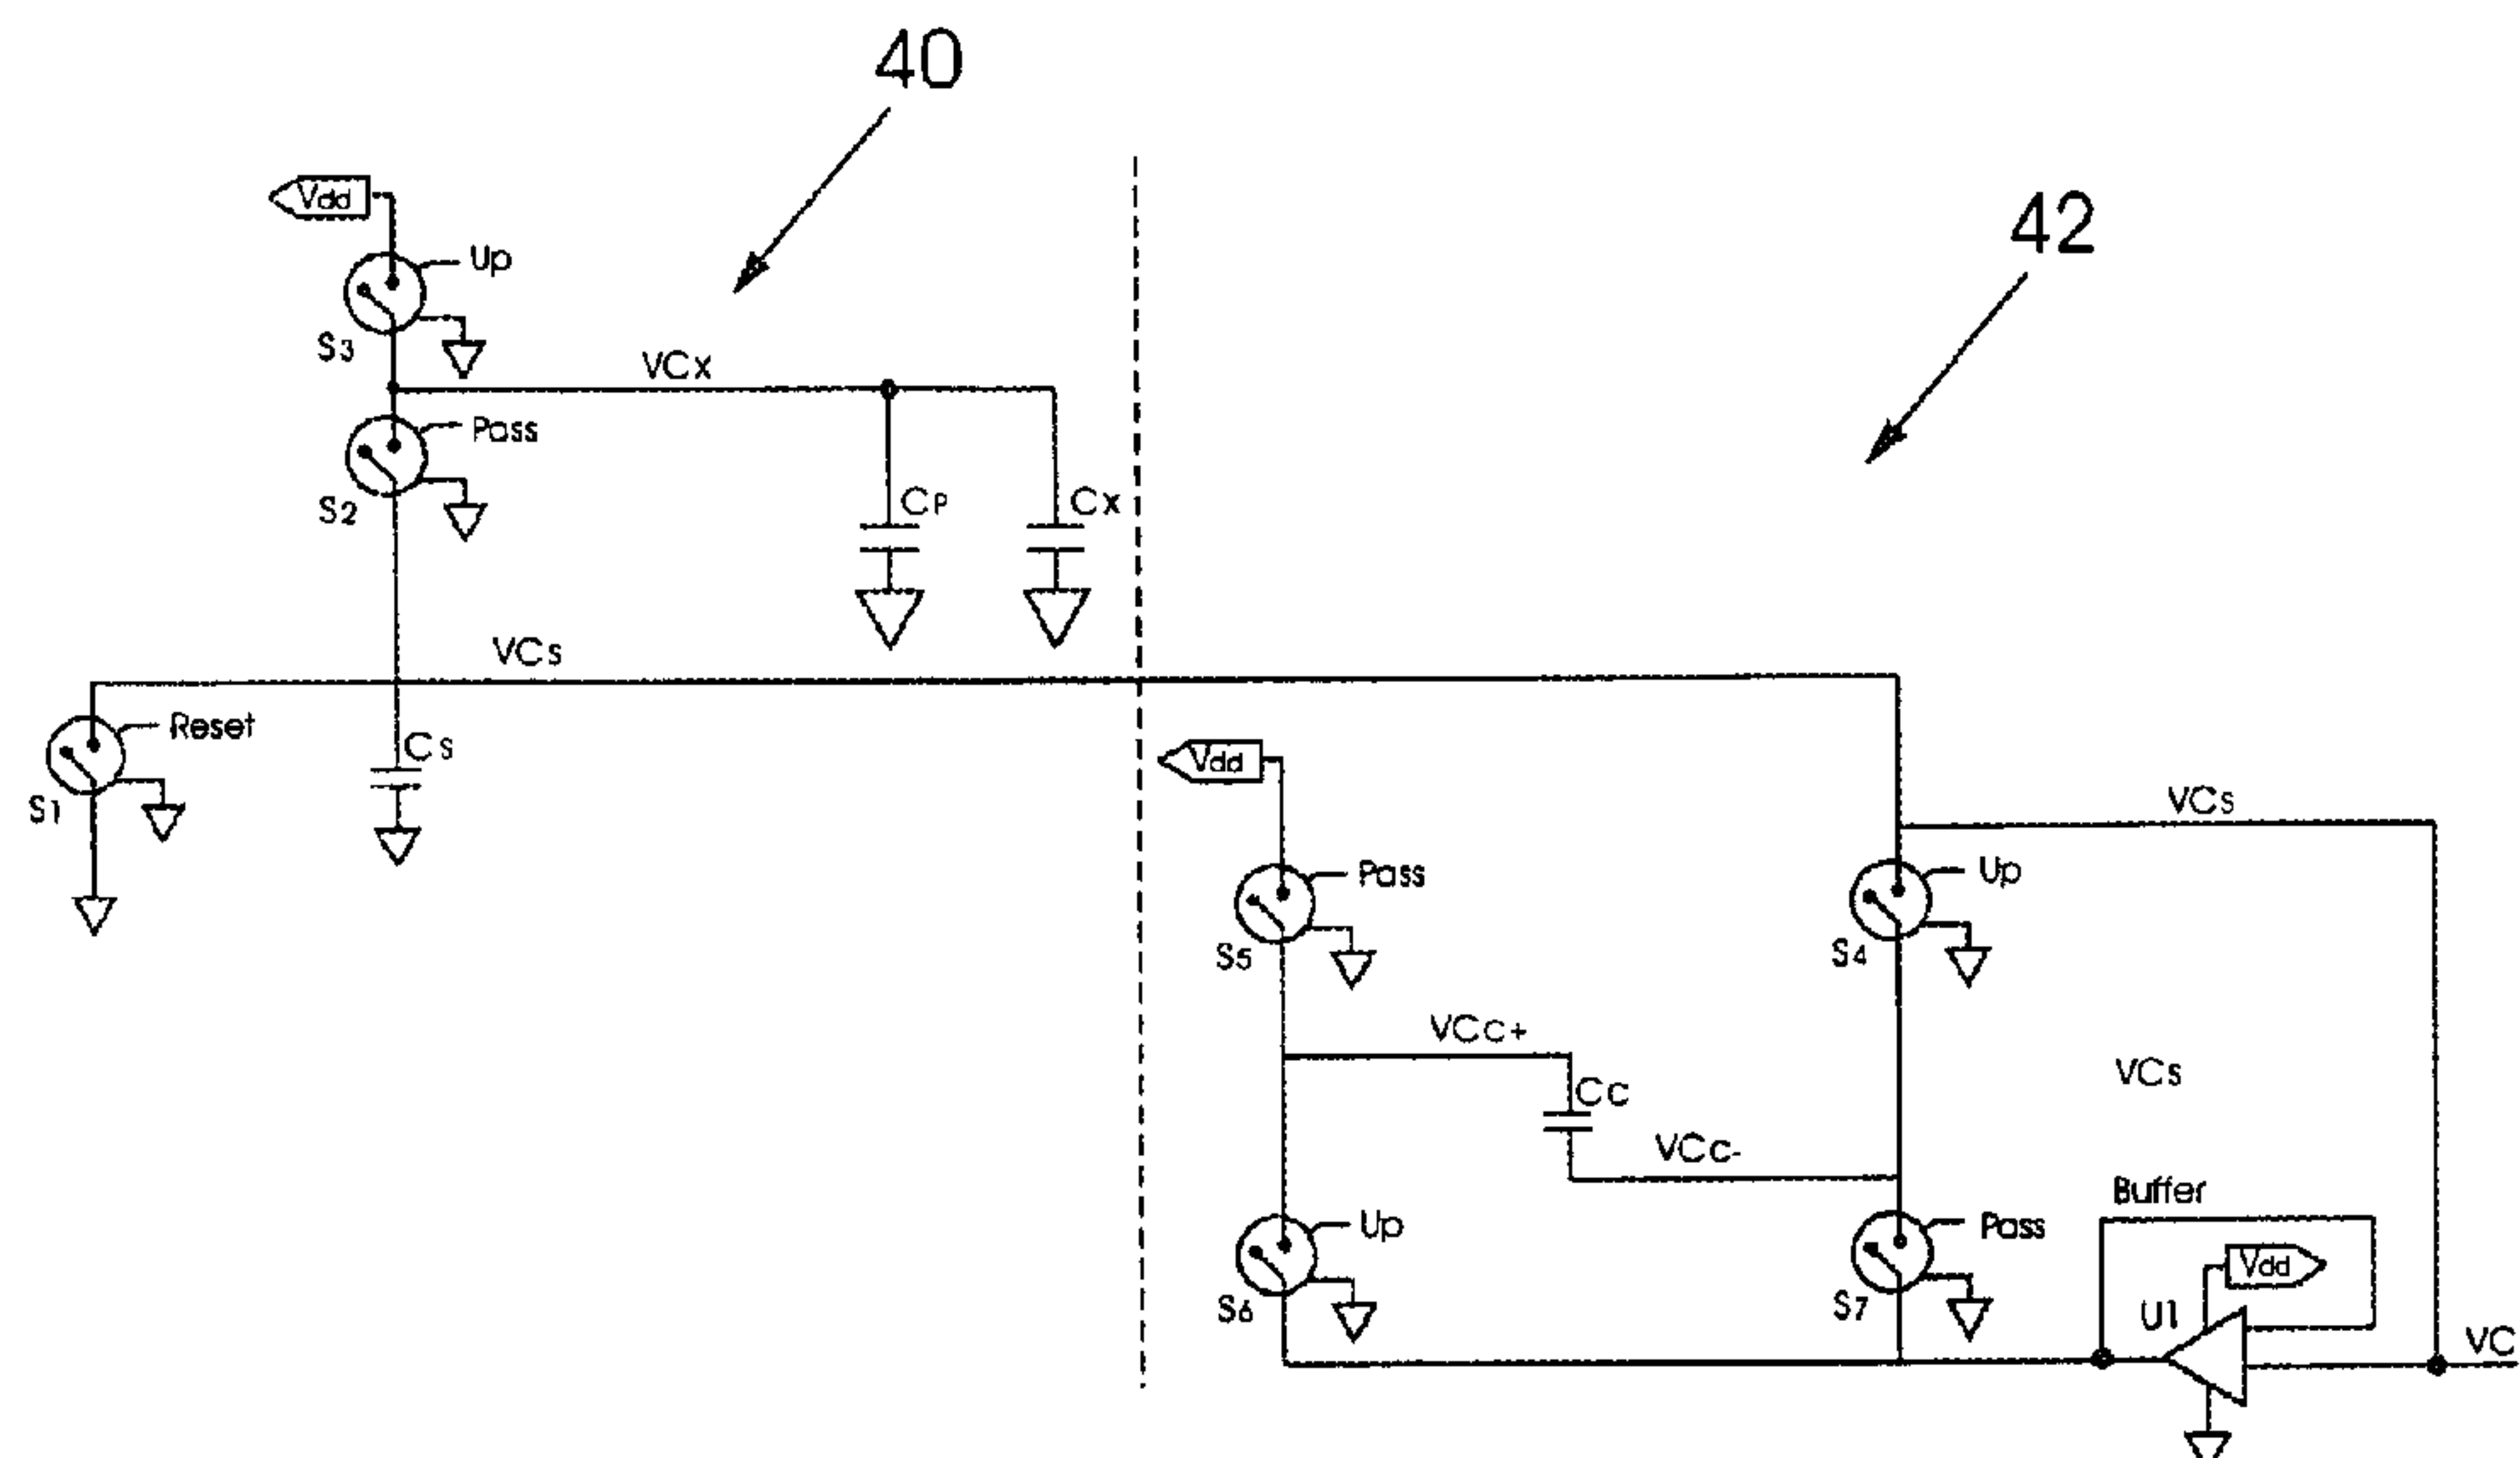 40
42
Vdd
Up
S3
VCx
Pass
S2
CP
Cx
VCs
Reset
Cs
S1
Vdd
VCs
Pass
Up
S5
S4
VCc+
Cc
VCs
VCc-
Buffer
Up
Pass
Vdd
S6
S7
U1
VC